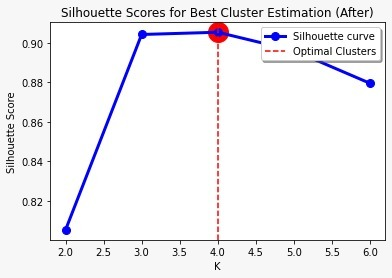 Silhouette Scores for Best Cluster Estimation (After)
Silhouette curve
Optimal Clusters
Silhouette Score
0.90
0.88
0.86
0.84
0.82
2.0 2.5 3.0 3.5 4.0 4.5 5.0 5.5 6.0
K